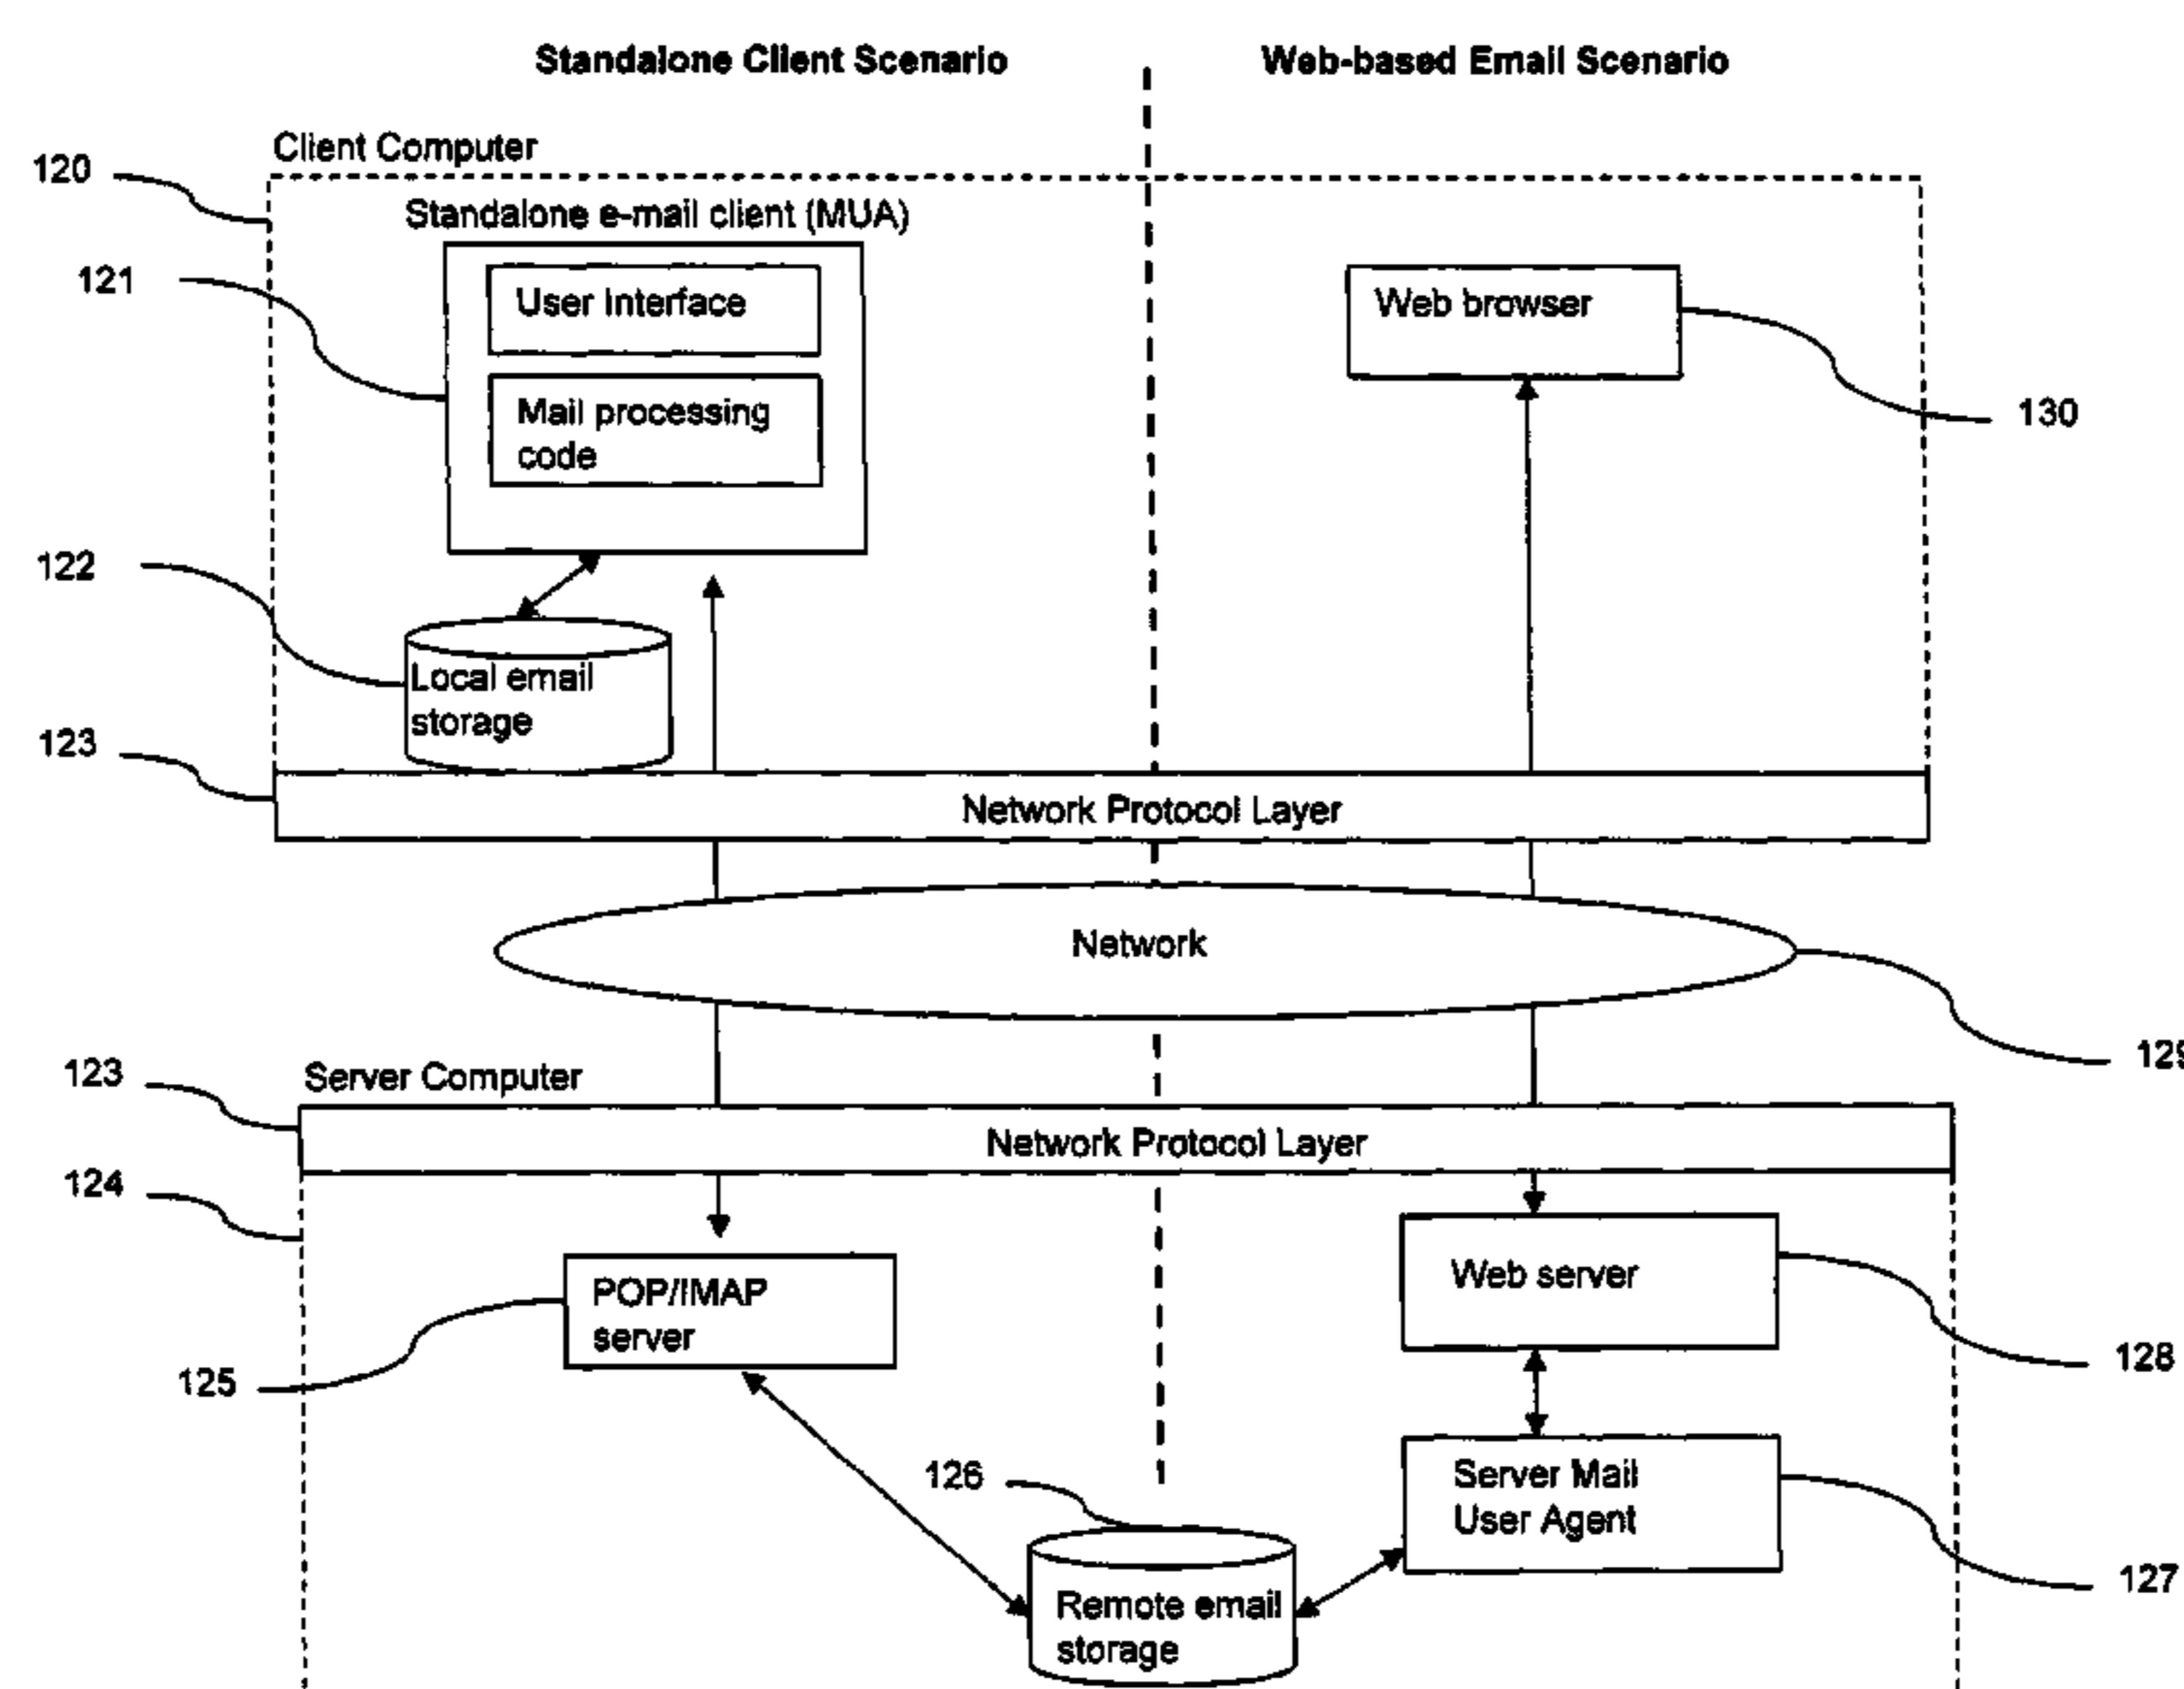 Standalone Client Scenario
Web-based Email Scenario
Client Computer
120
Standalone e-mail client (MUA)
121
User Interface
Web browser
Mail processing
code
130
122
Local email
storage
123
Network Protocol Layer
Network
129
Server Computer
123
Network Protocol Layer
124
POP/IMAP
server
Web server
125
128
126
Server Mail
User Agent
127
Remote email
storage